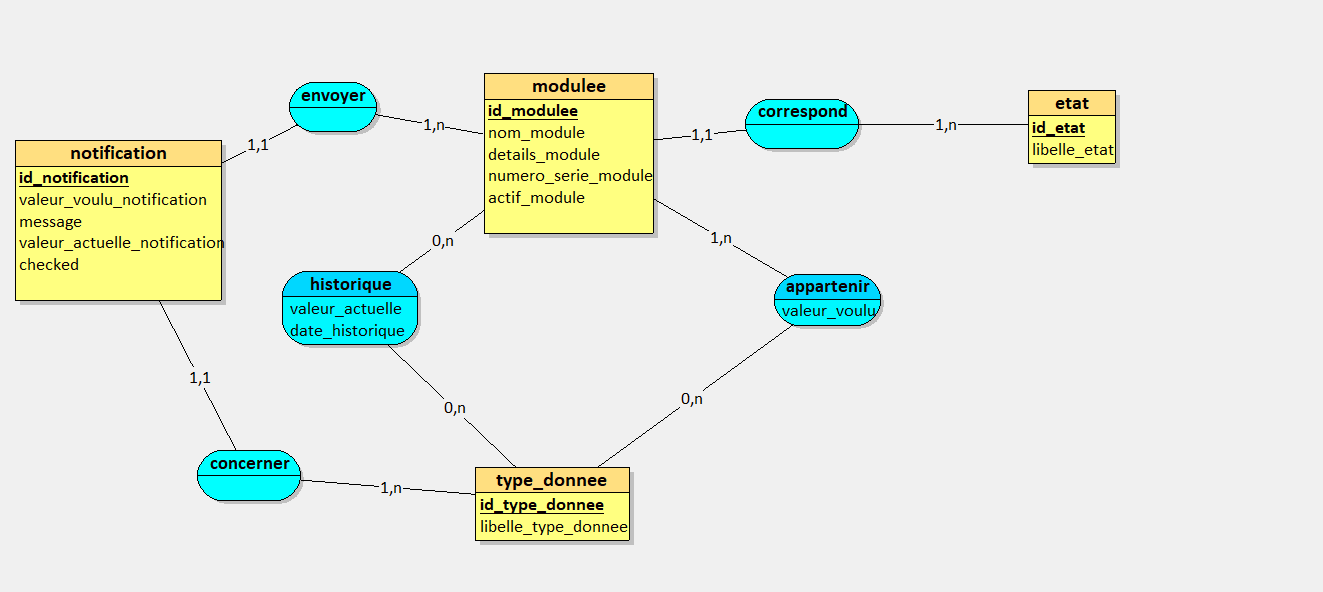 envoyer
1,1
1,n
modulee
id_modulee
nom_module
details_module
numero_serie_module
actif_module
1,1
correspond
1,n
etat
id_etat
libelle_etat
notification
id_notification
valeur_voulu_notification
message
valeur_actuelle_notification
checked
0,n
1,n
historique
valeur_actuelle
date_historique
appartenir
valeur_voulu
1,1
0,n
0,n
concerner
1,n
type_donnee
id_type_donnee
libelle_type_donnee